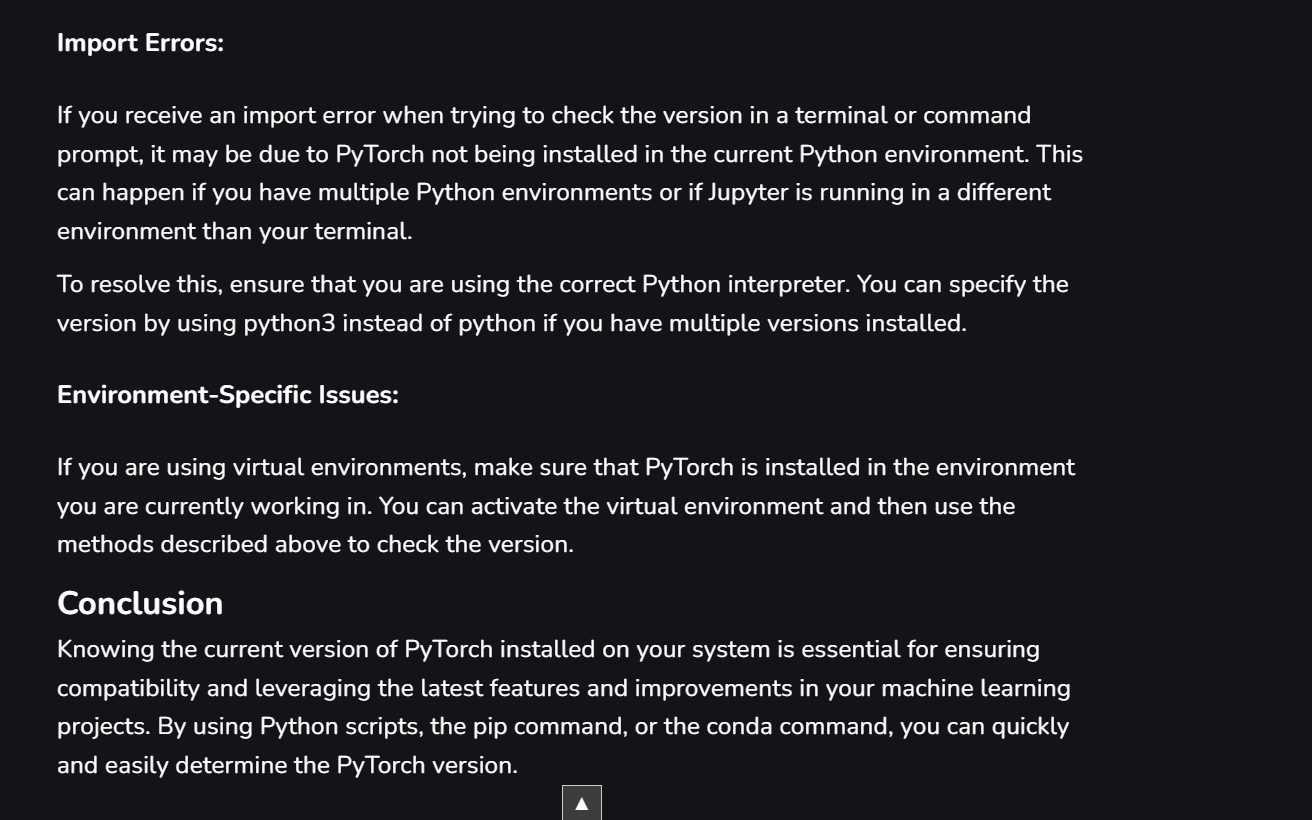 Import Errors:
If you receive an import error when trying to check the version in a terminal or command
prompt, it may be due to PyTorch not being installed in the current Python environment. This
can happen if you have multiple Python environments or if Jupyter is running in a different
environment than your terminal.
To resolve this, ensure that you are using the correct Python interpreter. You can specify the
version by using python3 instead of python if you have multiple versions installed.
Environment-Specific Issues:
If you are using virtual environments, make sure that PyTorch is installed in the environment
you are currently working in. You can activate the virtual environment and then use the
methods described above to check the version.
Conclusion
Knowing the current version of PyTorch installed on your system is essential for ensuring
compatibility and leveraging the latest features and improvements in your machine learning
projects. By using Python scripts, the pip command, or the conda command, you can quickly
and easily determine the PyTorch version.